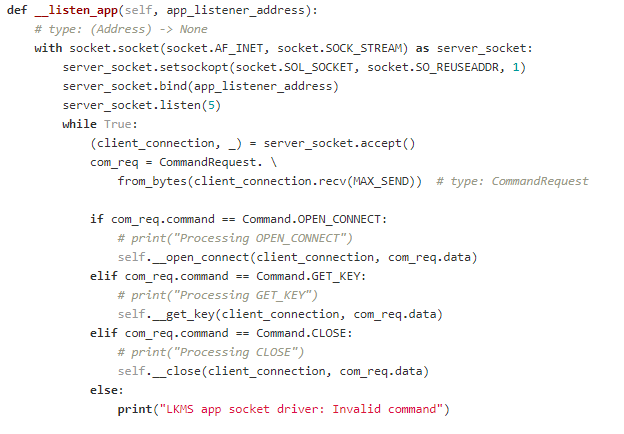 def __listen_app(self, app_listener_address):
    # type: (Address) -> None
    with socket.socket(socket.AF_INET, socket.SOCK_STREAM) as server_socket:
        server_socket.setsockopt(socket.SOL_SOCKET, socket.SO_REUSEADDR, 1)
        server_socket.bind(app_listener_address)
        server_socket.listen(5)
        while True:
            (client_connection, _) = server_socket.accept()
            com_req = CommandRequest. \
                from_bytes(client_connection.recv(MAX_SEND))  # type: CommandRequest

            if com_req.command == Command.OPEN_CONNECT:
                # print("Processing OPEN_CONNECT")
                self.__open_connect(client_connection, com_req.data)
            elif com_req.command == Command.GET_KEY:
                # print("Processing GET_KEY")
                self.__get_key(client_connection, com_req.data)
            elif com_req.command == Command.CLOSE:
                # print("Processing CLOSE")
                self.__close(client_connection, com_req.data)
            else:
                print("LKMS app socket driver: Invalid command")